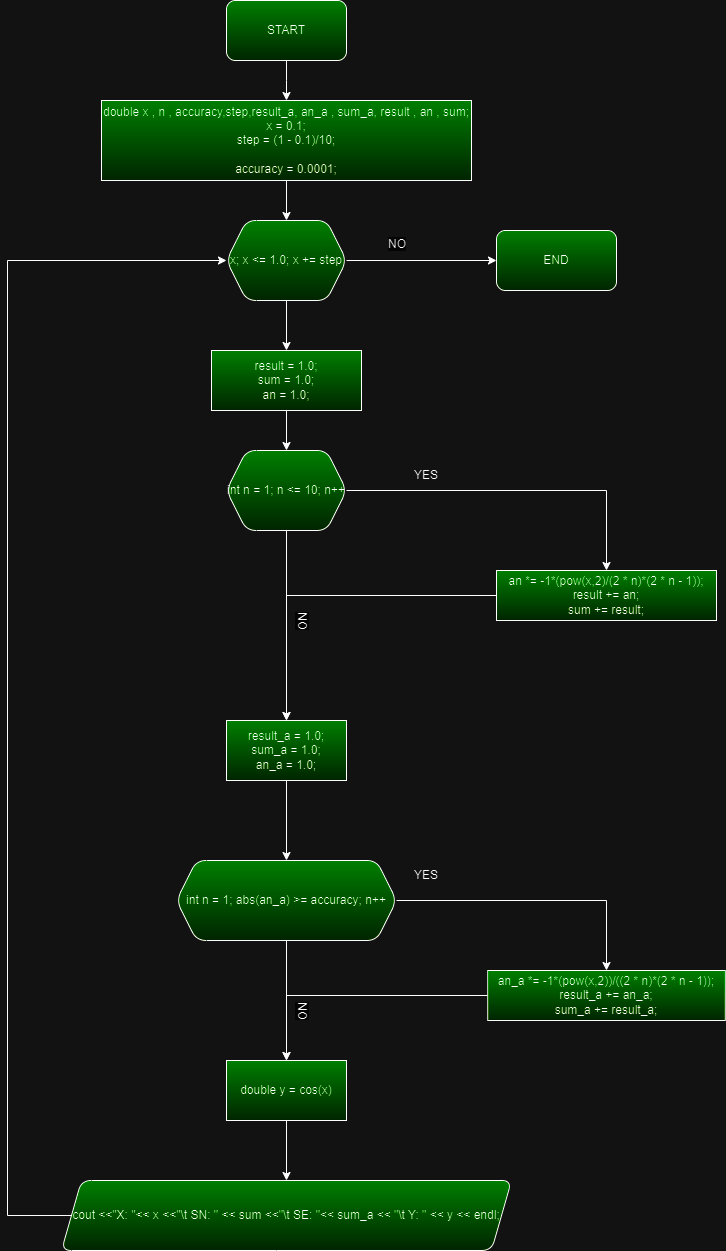 START
double x , n , accuracy,step,result_a, an_a , sum_a, result , an , sum;
x = 0.1;
step = (1 - 0.1)/10;
accuracy = 0.0001;
x; x <= 1.0; x += step
NO
END
result = 1.0;
sum = 1.0;
an = 1.0;
int n = 1; n <= 10; n++
YES
an *= -1*(pow(x,2)/(2 * n)*(2 * n - 1));
result += an;
sum += result;
NO
result_a = 1.0;
sum_a = 1.0;
an_a = 1.0;
int n = 1; abs(an_a) >= accuracy; n++
YES
an_a *= -1*(pow(x,2))/((2 * n)*(2 * n - 1));
result_a += an_a;
sum_a += result_a;
NO
double y = cos(x)
cout <<"X: "<< x <<"\t SN: " << sum <<"\t SE: "<< sum_a << "\t Y: " << y << endl;